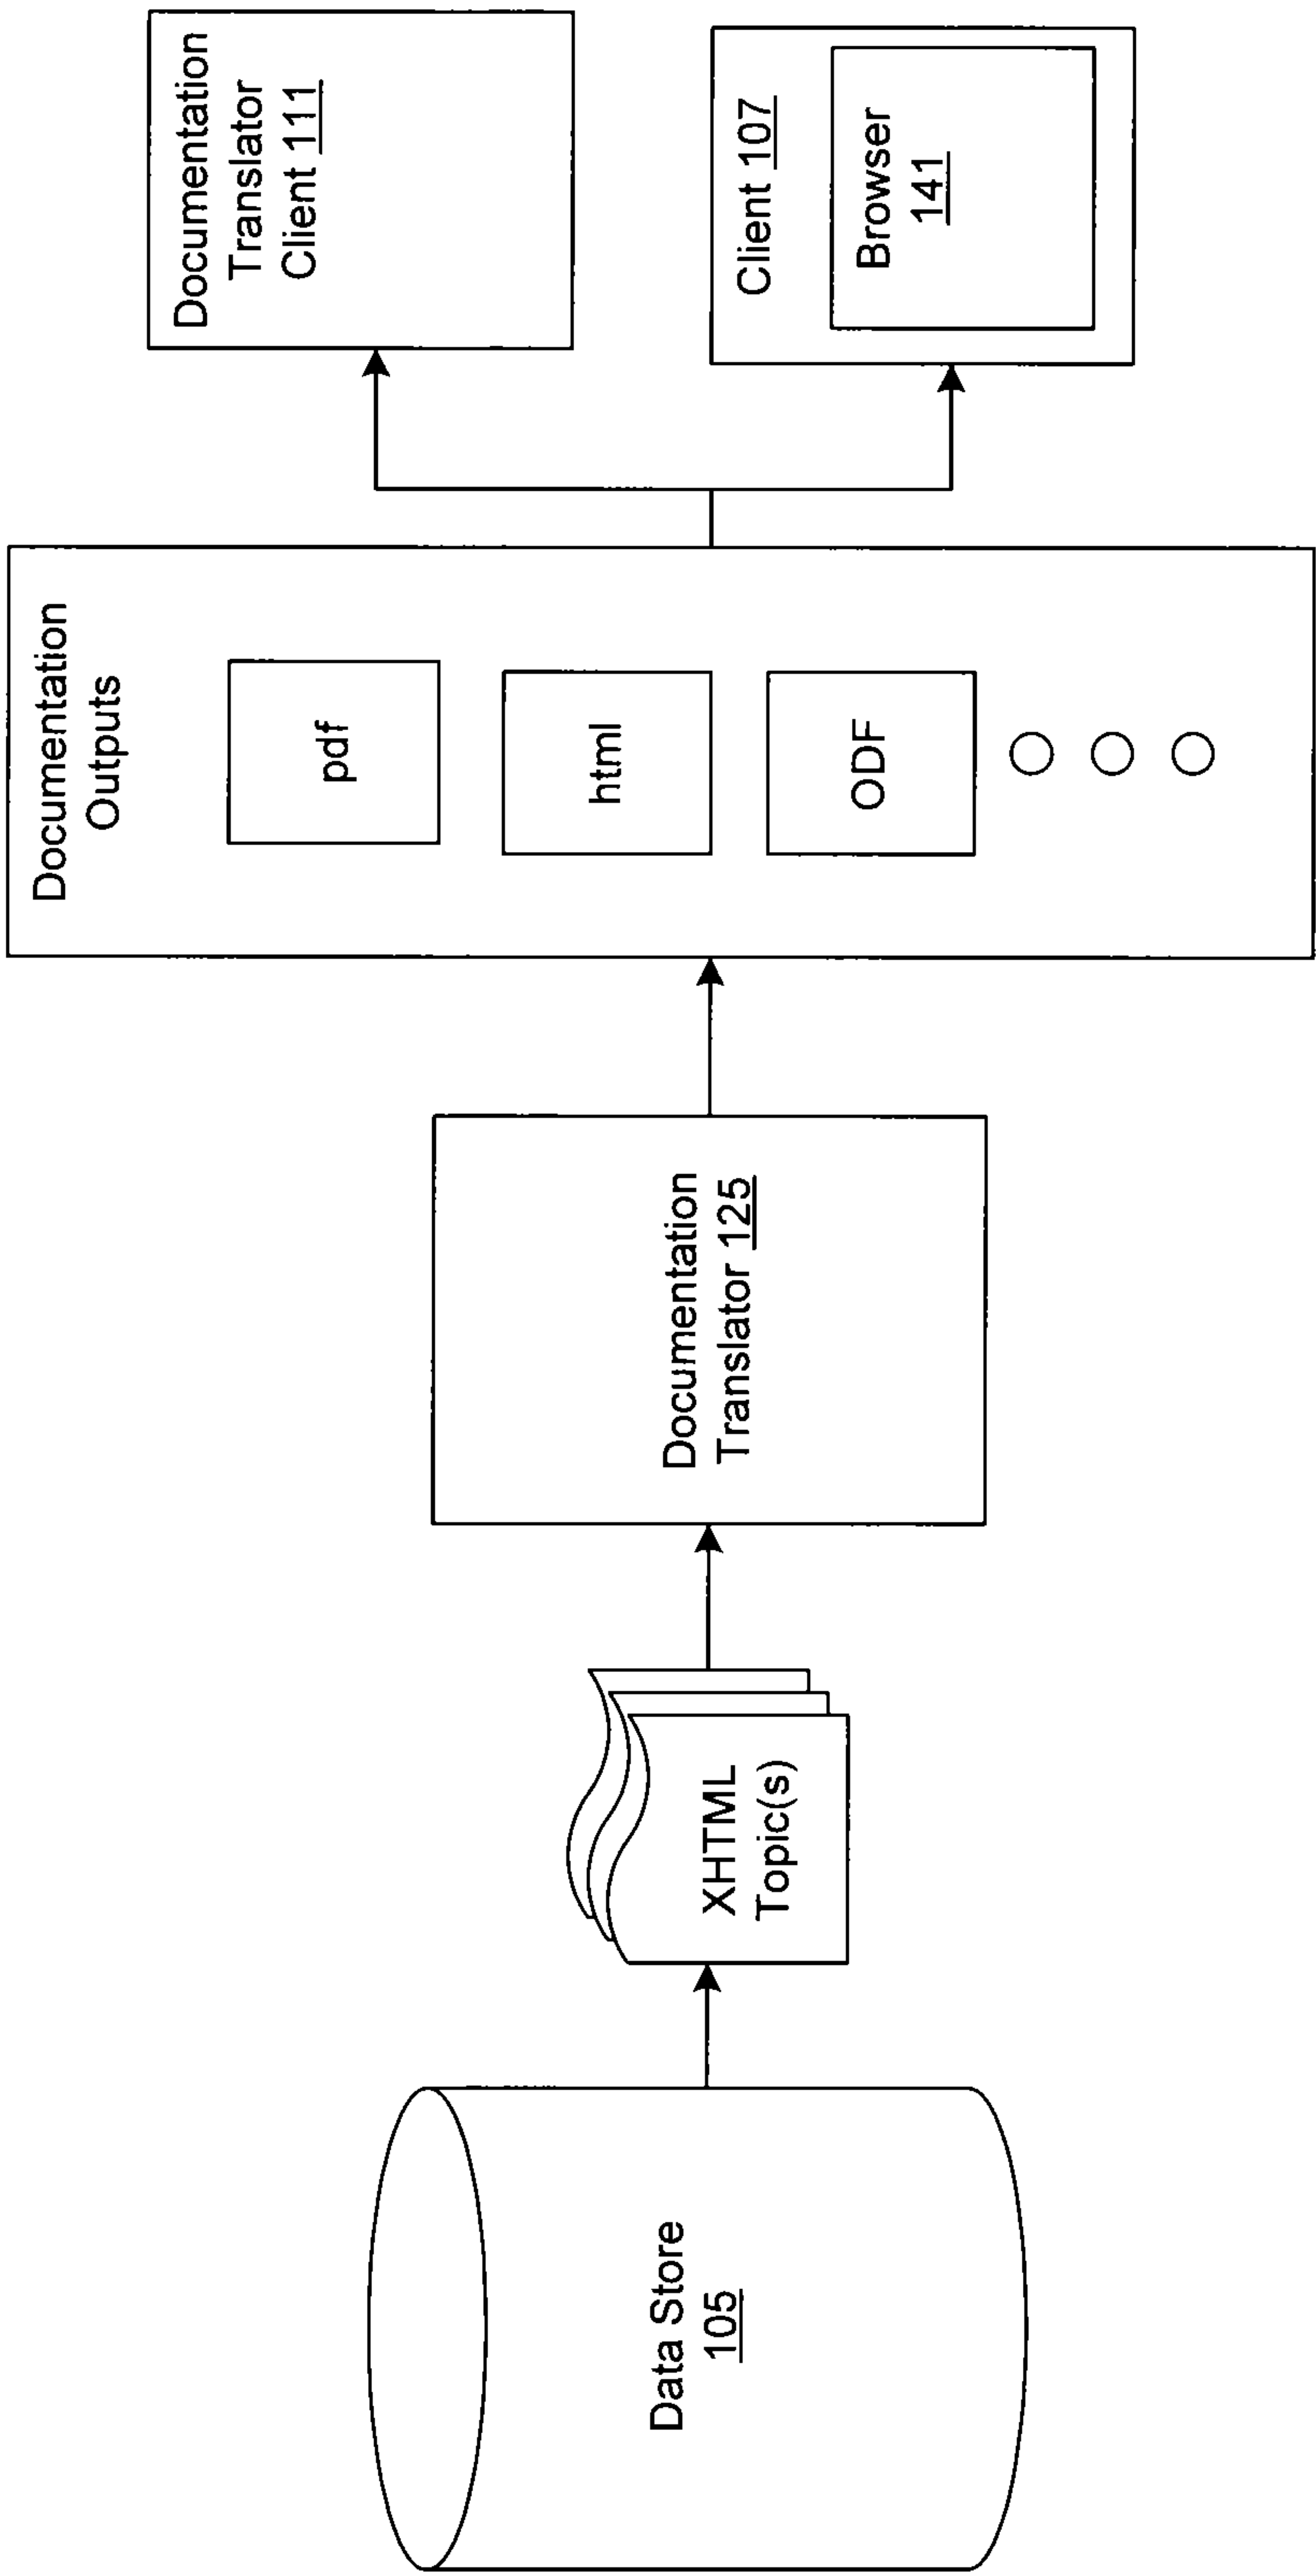 Data Store
105
XHTML
Topic(s)
Documentation
Translator 125
Documentation
Outputs
pdf
html
ODF
Documentation
Translator
Client 111
Client 107
Browser
141